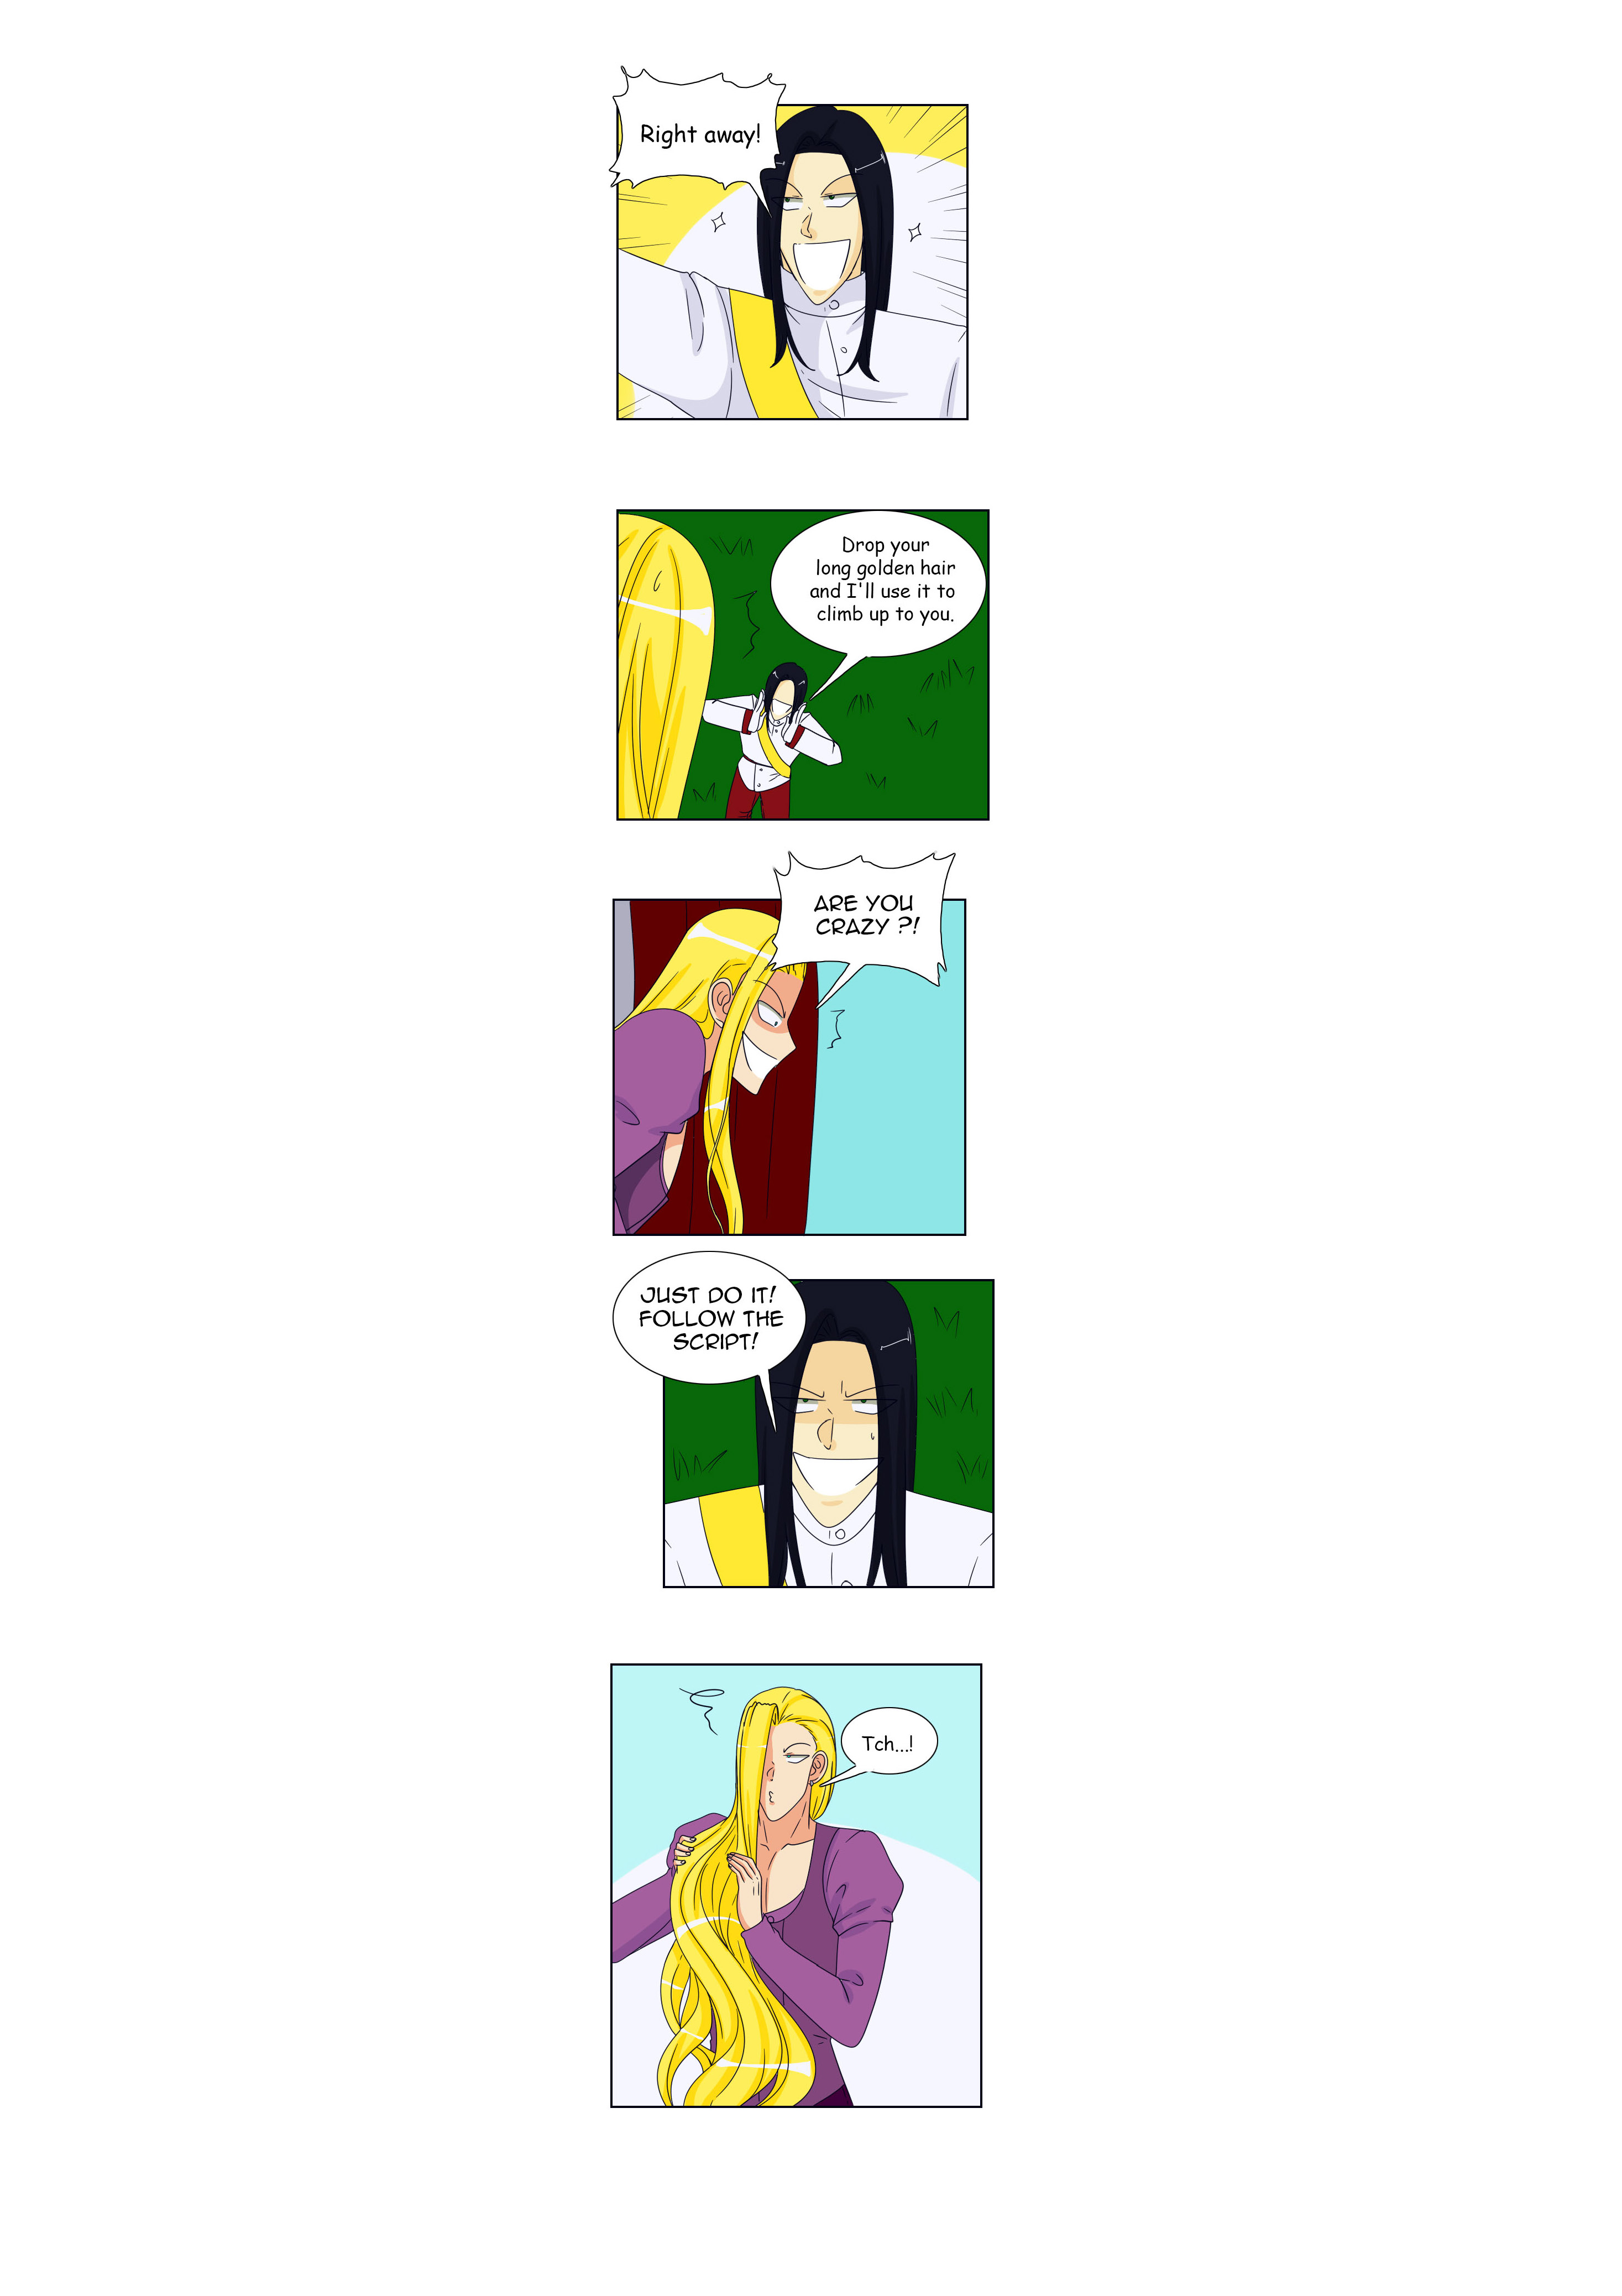 Right away!
Drop your
long golden hair
and I'll use it to
climb up to you.
ARE YOU
CRAZY ?!
JUST DO IT!
FOLLOW THE
SCRIPT!
Tch...!